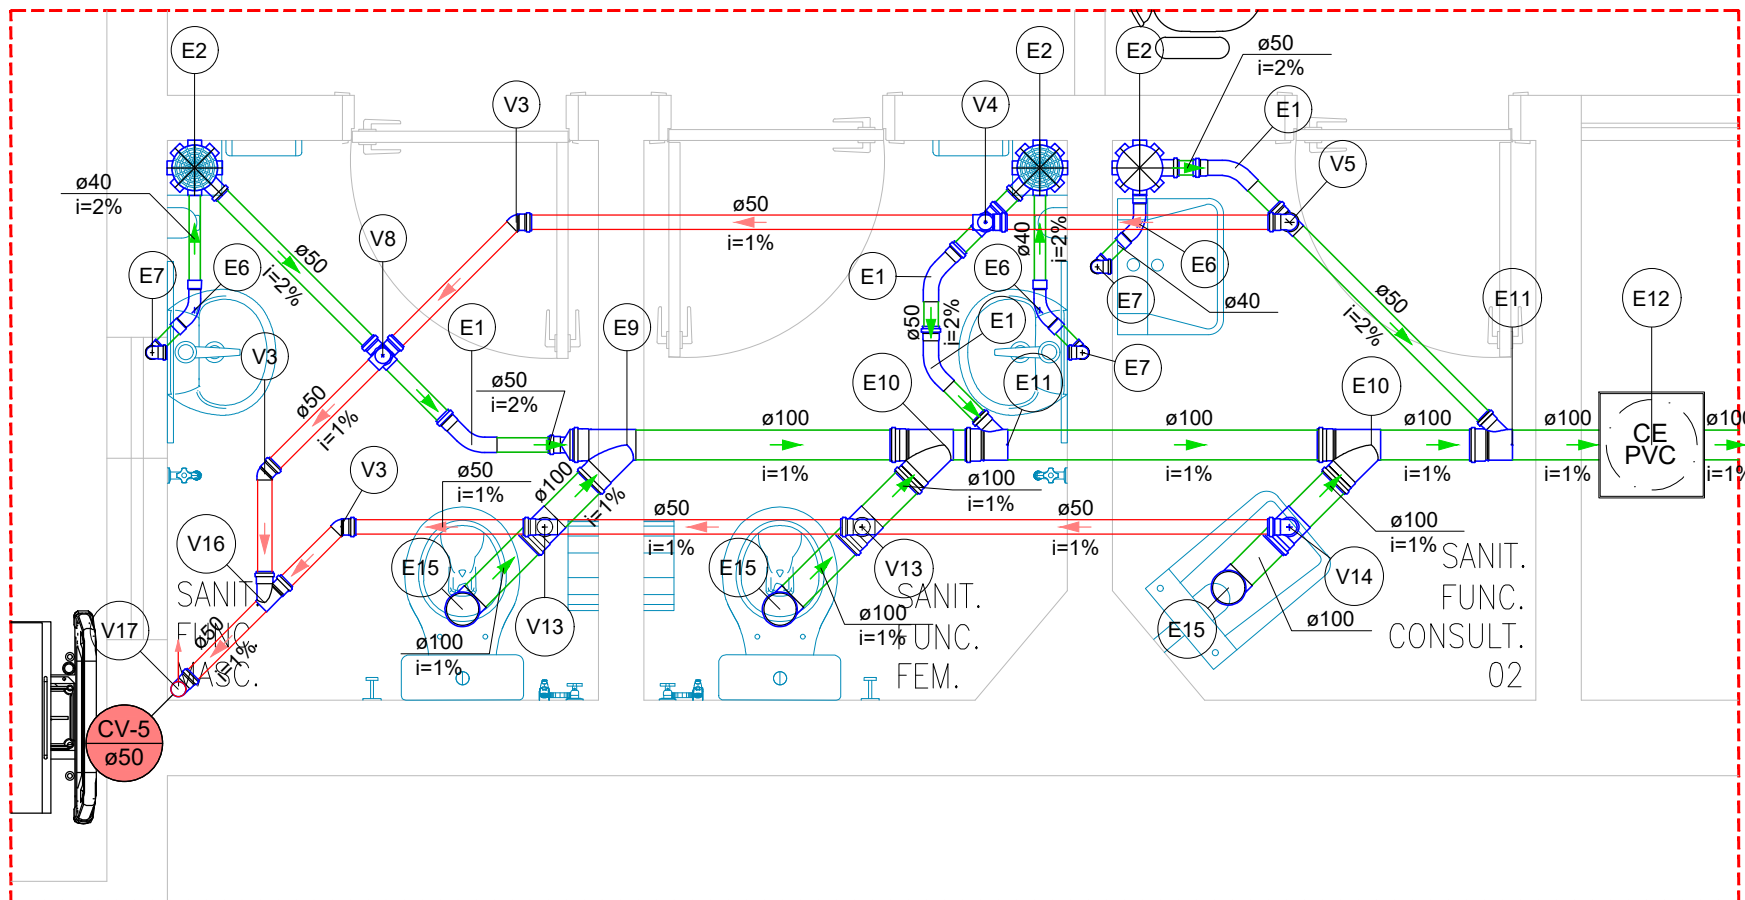 E2
V3
V4
E2
E2
ø50
i=2%
E1
V5
ø40
i=2%
ø50
i=1%
V8
ø50
i=2%
E7
E6
V3
E1
E9
E1
ø50
i=2%
E6
ø40
i=2%
E1
E7
E7
E6
ø40
ø50
i=2%
E11
E12
ø50
i=1%
ø50
i=2%
E10
E11
E10
ø100
i=1%
ø100
i=1%
ø100
i=1%
ø100
i=1%
CE
PVC
ø100
i=1%
V3
ø50
i=1%
ø100
i=1%
ø50
i=1%
ø100
i=1%
ø50
i=1%
ø100
i=1%
V16
E15
V13
E15
V13
V14
E15
ø100
SANIT.
FUNC.
MASC.
SANIT.
FUNC.
FEM.
SANIT.
FUNC.
CONSULT.
02
ø100
i=1%
ø100
i=1%
V17
ø50
i=1%
CV-5
ø50